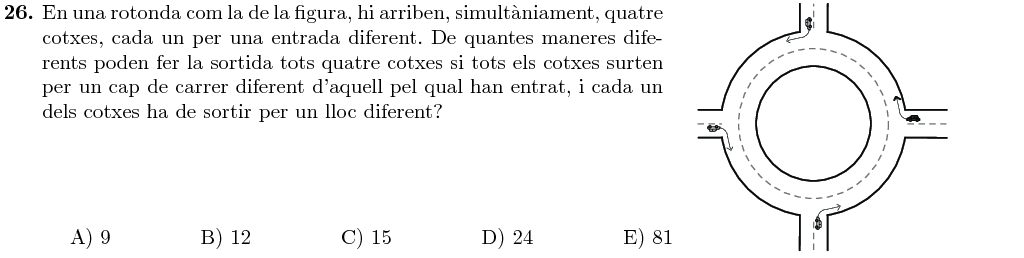 26. En una rotonda com la de la figura, hi arriben, simultàniament, quatre
cotxes, cada un per una entrada diferent. De quantes maneres dife-
rents poden fer la sortida tots quatre cotxes si tots els cotxes surten
per un cap de carrer diferent d'aquell pel qual han entrat, i cada un
dels cotxes ha de sortir per un lloc diferent?
A) 9 B) 12 C) 15 D) 24 E) 81